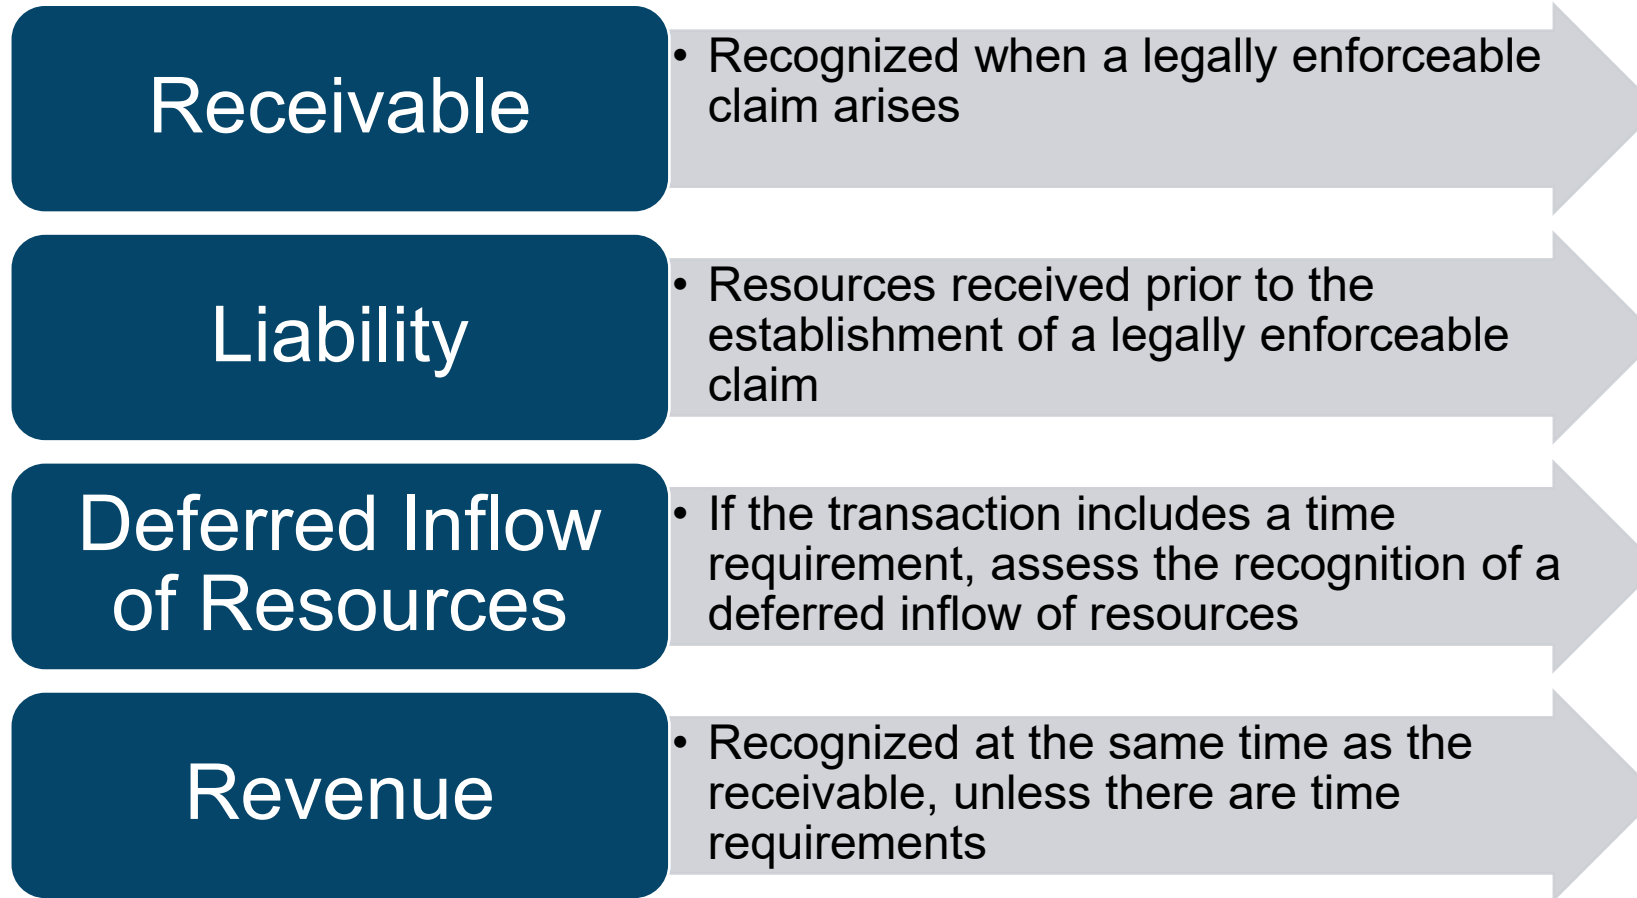 Receivable
• Recognized when a legally enforceable
claim arises
Liability
• Resources received prior to the
establishment of a legally enforceable
claim
Deferred Inflow
of Resources
• If the transaction includes a time
requirement, assess the recognition of a
deferred inflow of resources
Revenue
• Recognized at the same time as the
receivable, unless there are time
requirements